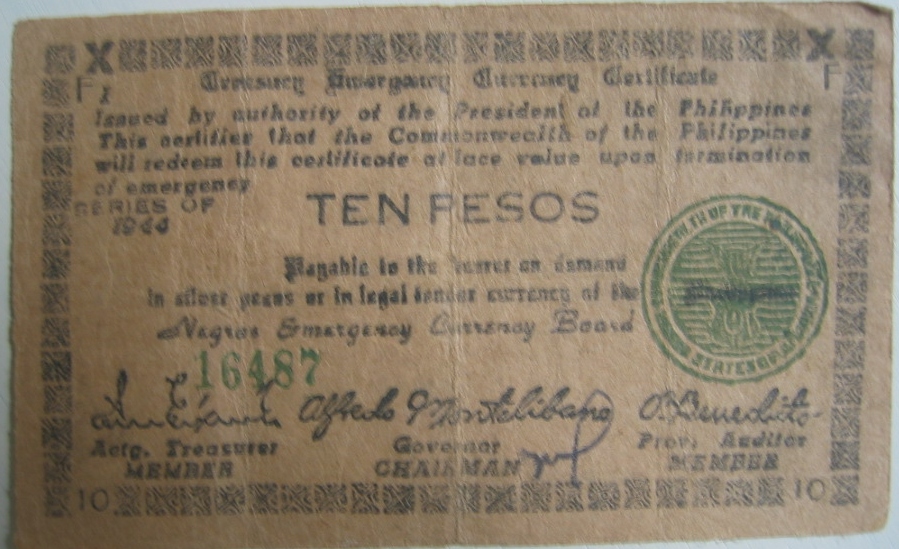 X X
F F
Treasury Emergency Currency Certificate
Issued by authority of the President of the Philippines
This certifies that the Commonwealth of the Philippines
will redeem this certificate at face value upon termination
of emergency
SERIES OF
1944
TEN PESOS
Payable to the bearer on demand
in silver pesos or in legal tender currency of the
Philippines
Negros Emergency Currency Board
16487
Alfredo Montelibano
Actg. Treasurer Governor Prov. Auditor
MEMBER CHAIRMAN MEMBER
10 10